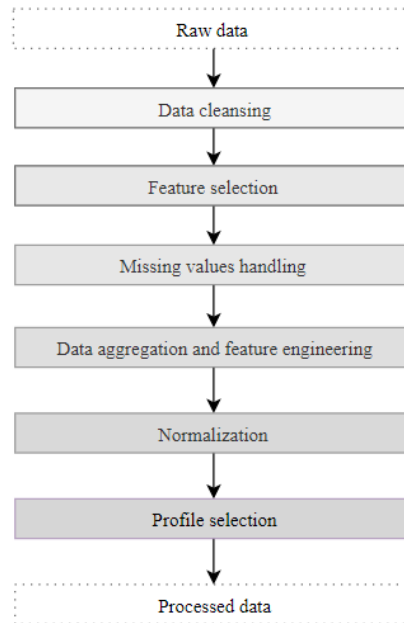 Raw data
Data cleansing
Feature selection
Missing values handling
Data aggregation and feature engineering
Normalization
Profile selection
Processed data